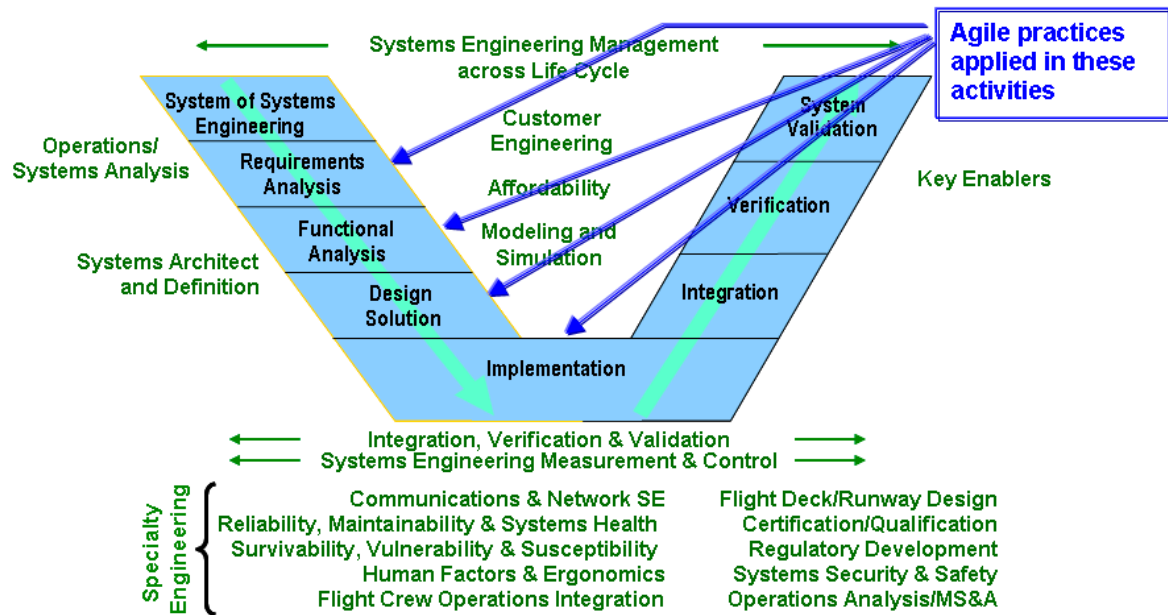 Systems Engineering Management
across Life Cycle
Agile practices
applied in these
activities
System of Systems
Engineering
Requirements
Analysis
Functional
Analysis
Design
Solution
Implementation
Integration
Verification
System
Validation
Operations/
Systems Analysis
Systems Architect
and Definition
Customer
Engineering
Affordability
Modeling and
Simulation
Key Enablers
Integration, Verification & Validation
Systems Engineering Measurement & Control
Specialty
Engineering
Communications & Network SE
Reliability, Maintainability & Systems Health
Survivability, Vulnerability & Susceptibility
Human Factors & Ergonomics
Flight Crew Operations Integration
Flight Deck/Runway Design
Certification/Qualification
Regulatory Development
Systems Security & Safety
Operations Analysis/MS&A